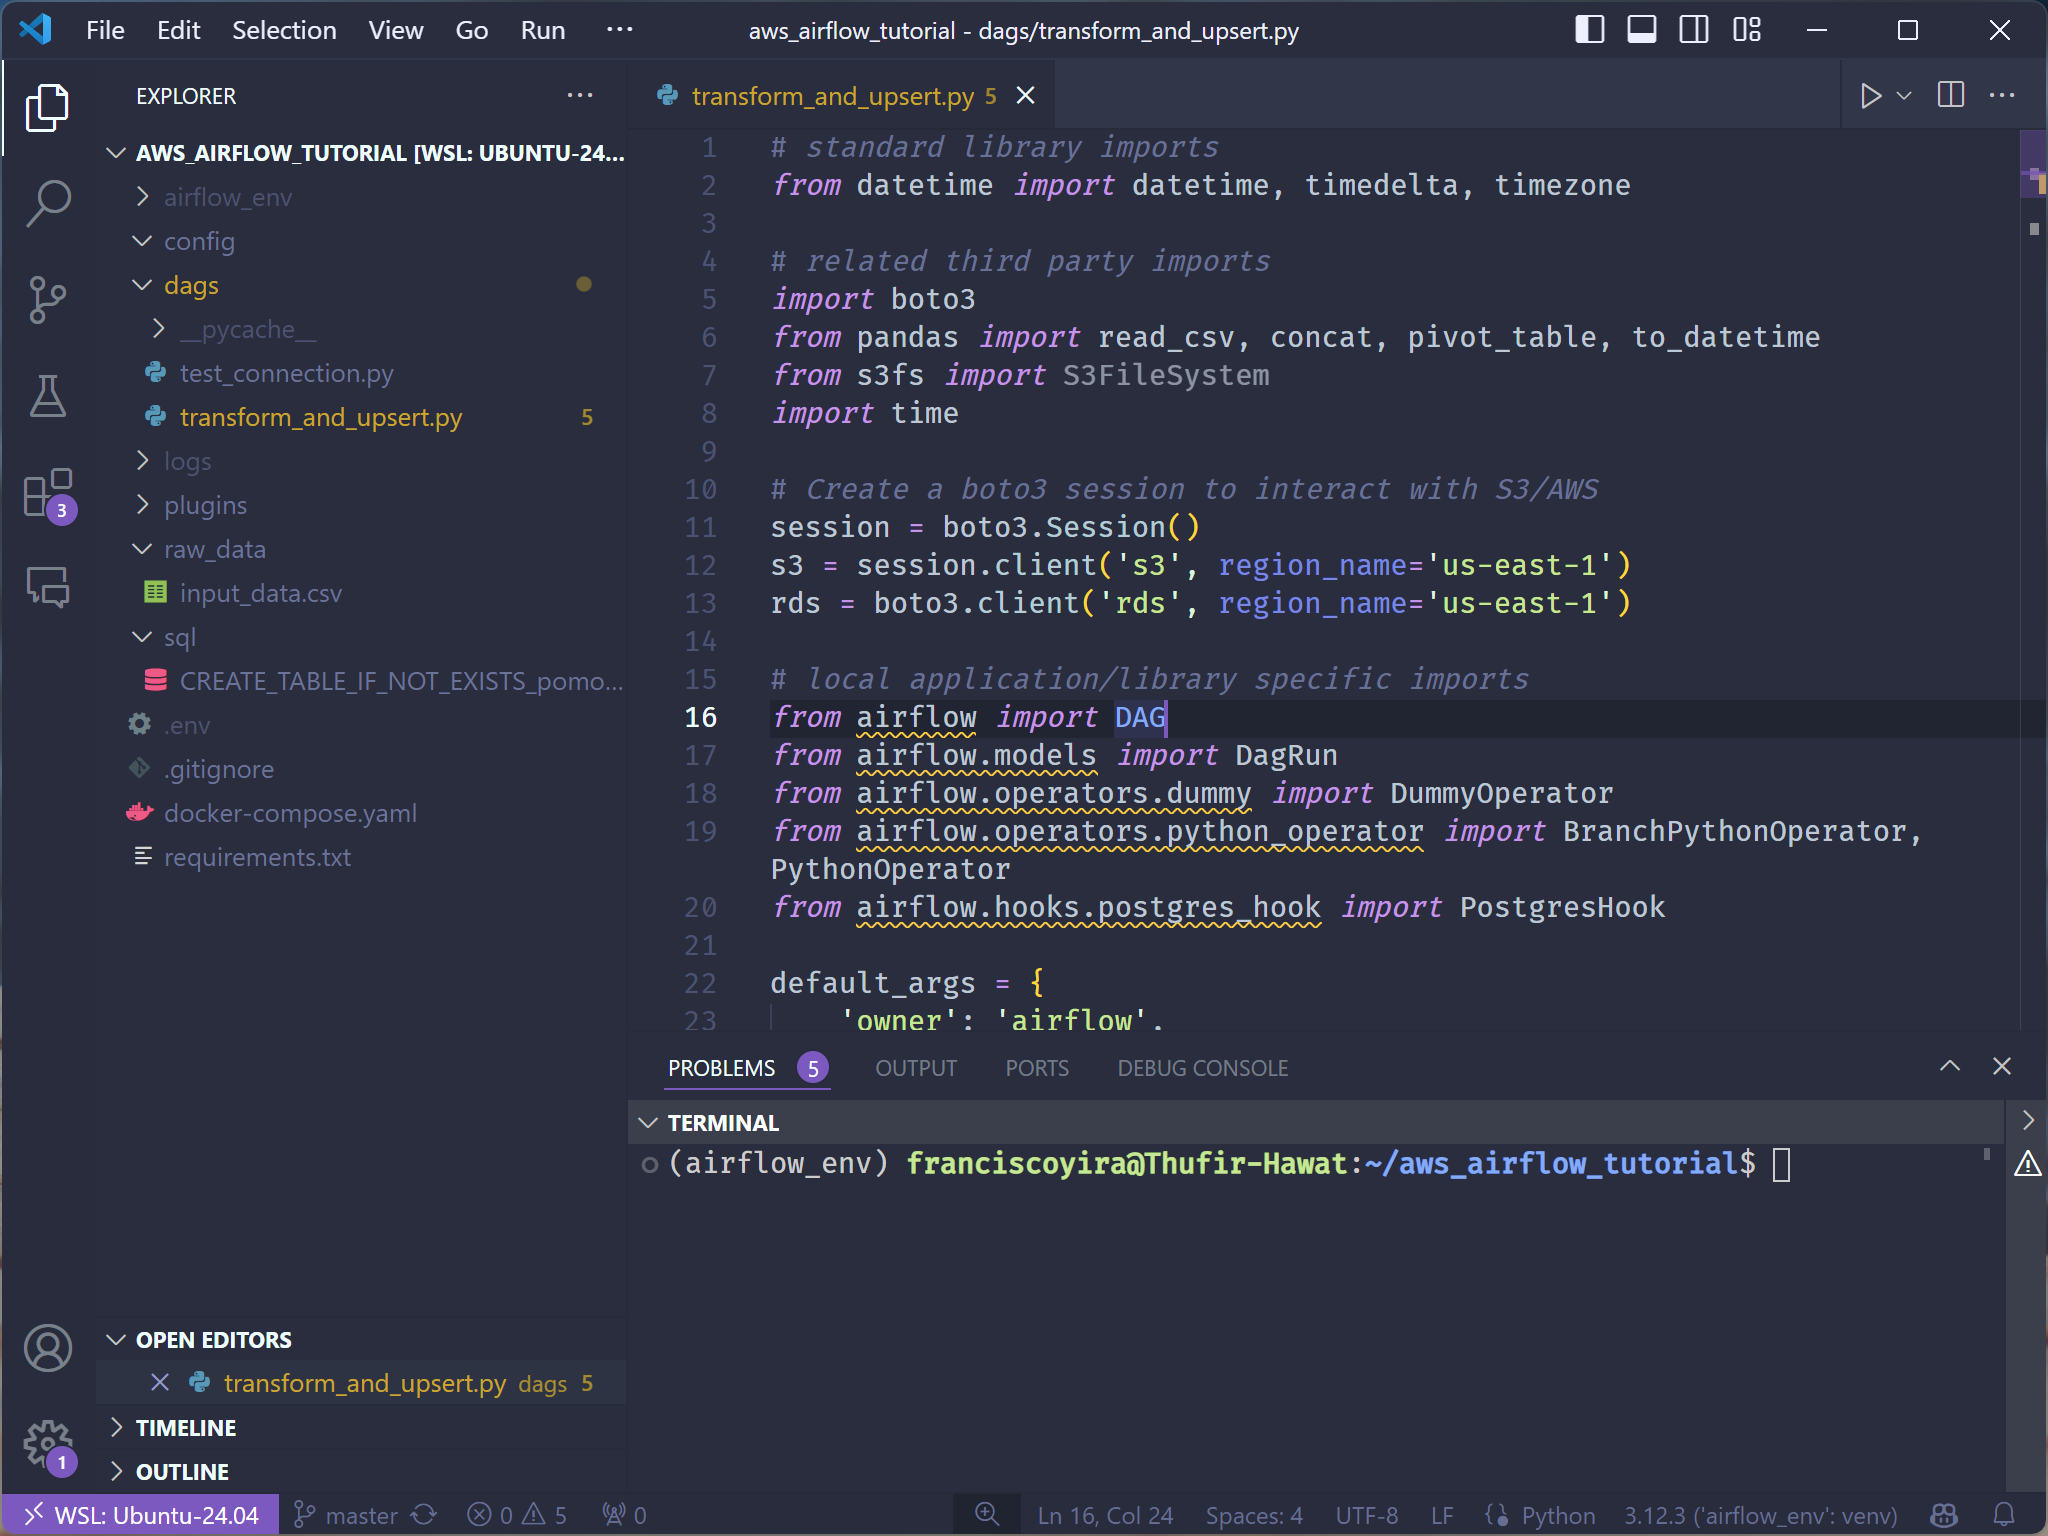 File Edit Selection View Go Run ··· aws_airflow_tutorial - dags/transform_and_upsert.py
EXPLORER
AWS_AIRFLOW_TUTORIAL [WSL: UBUNTU-24...
airflow_env
config
dags
__pycache__
test_connection.py
transform_and_upsert.py 5
logs
plugins
raw_data
input_data.csv
sql
CREATE_TABLE_IF_NOT_EXISTS_pomo...
.env
.gitignore
docker-compose.yaml
requirements.txt
OPEN EDITORS
transform_and_upsert.py dags 5
TIMELINE
OUTLINE
3
1
transform_and_upsert.py 5
1 # standard library imports
2 from datetime import datetime, timedelta, timezone
3
4 # related third party imports
5 import boto3
6 from pandas import read_csv, concat, pivot_table, to_datetime
7 from s3fs import S3FileSystem
8 import time
9
10 # Create a boto3 session to interact with S3/AWS
11 session = boto3.Session()
12 s3 = session.client('s3', region_name='us-east-1')
13 rds = boto3.client('rds', region_name='us-east-1')
14
15 # local application/library specific imports
16 from airflow import DAG
17 from airflow.models import DagRun
18 from airflow.operators.dummy import DummyOperator
19 from airflow.operators.python_operator import BranchPythonOperator,
PythonOperator
20 from airflow.hooks.postgres_hook import PostgresHook
21
22 default_args = {
23 'owner': 'airflow',
PROBLEMS 5 OUTPUT PORTS DEBUG CONSOLE
TERMINAL
(airflow_env) franciscoyira@Thufir-Hawat:~/aws_airflow_tutorial$
WSL: Ubuntu-24.04 master 0 5 0 Ln 16, Col 24 Spaces: 4 UTF-8 LF Python 3.12.3 ('airflow_env': venv)